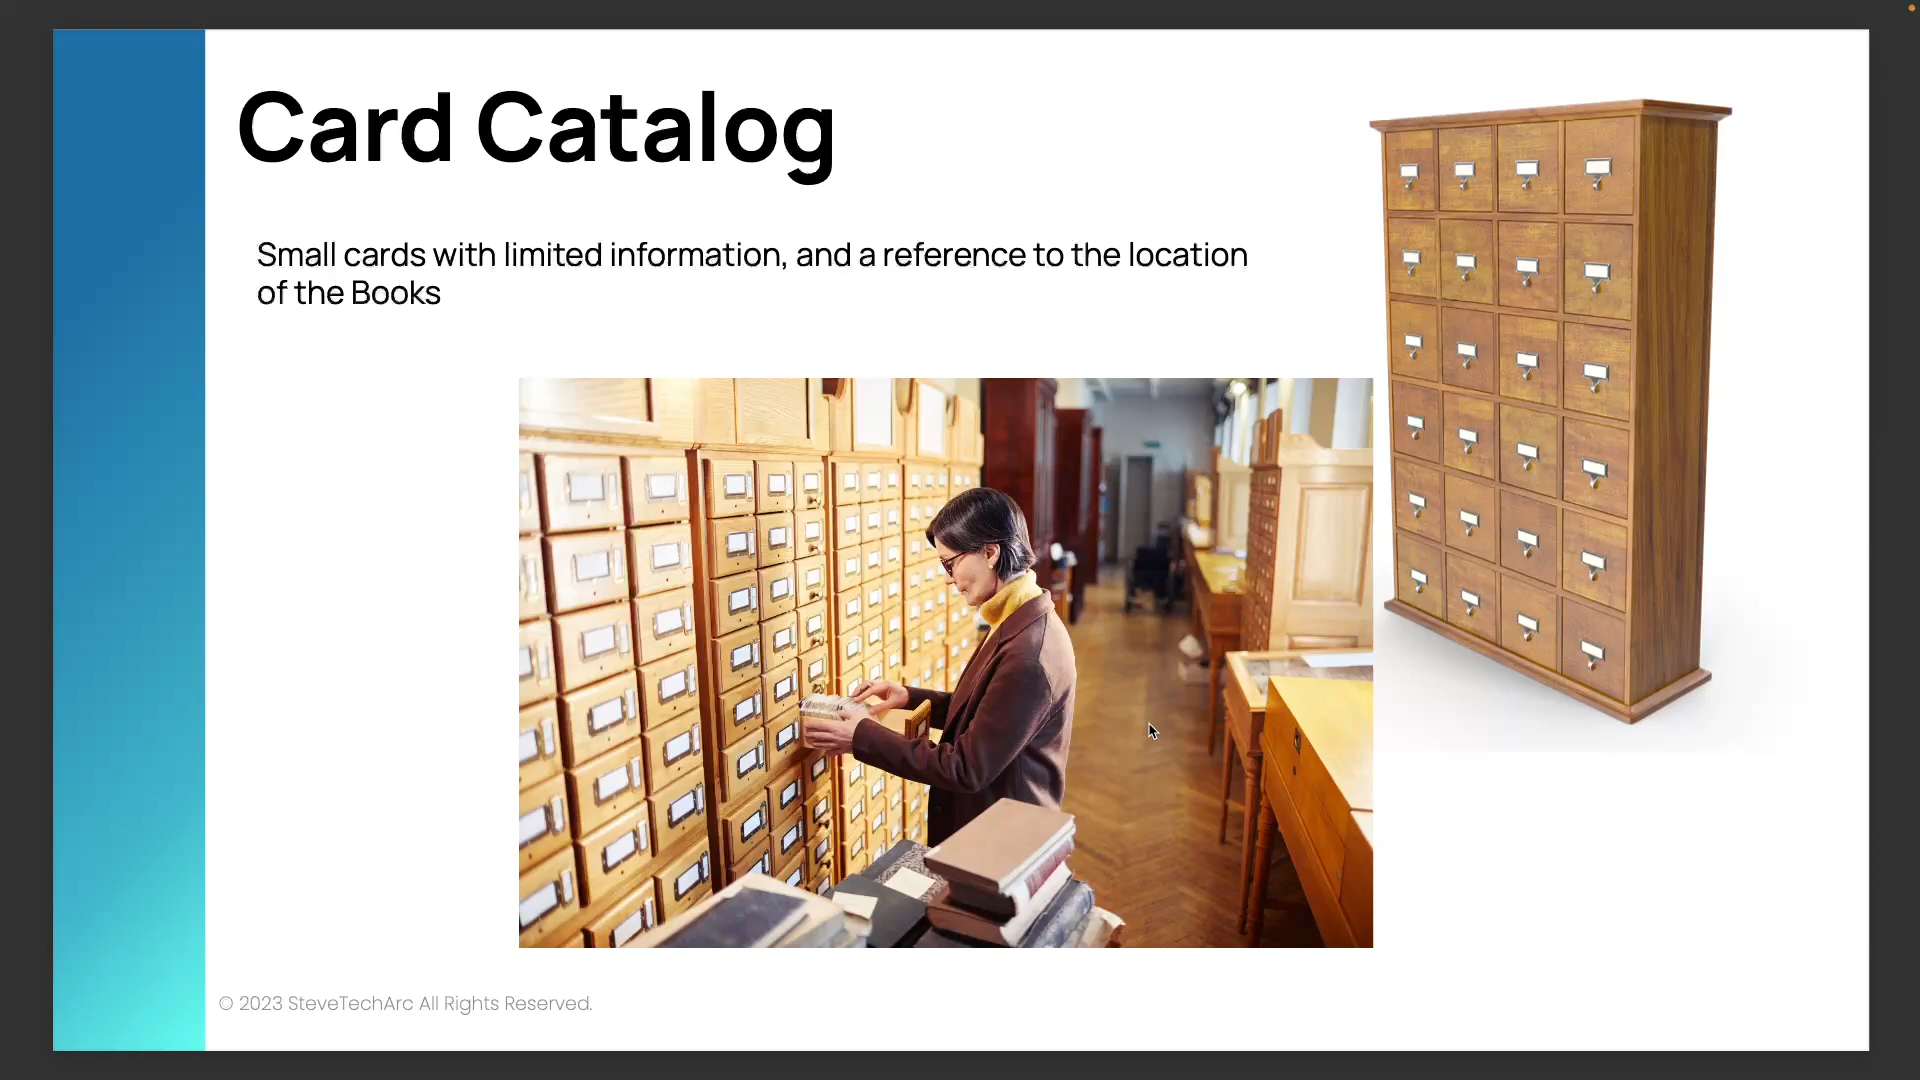 Card Catalog
Small cards with limited information, and a reference to the location
of the Books
© 2023 SteveTechArc All Rights Reserved.